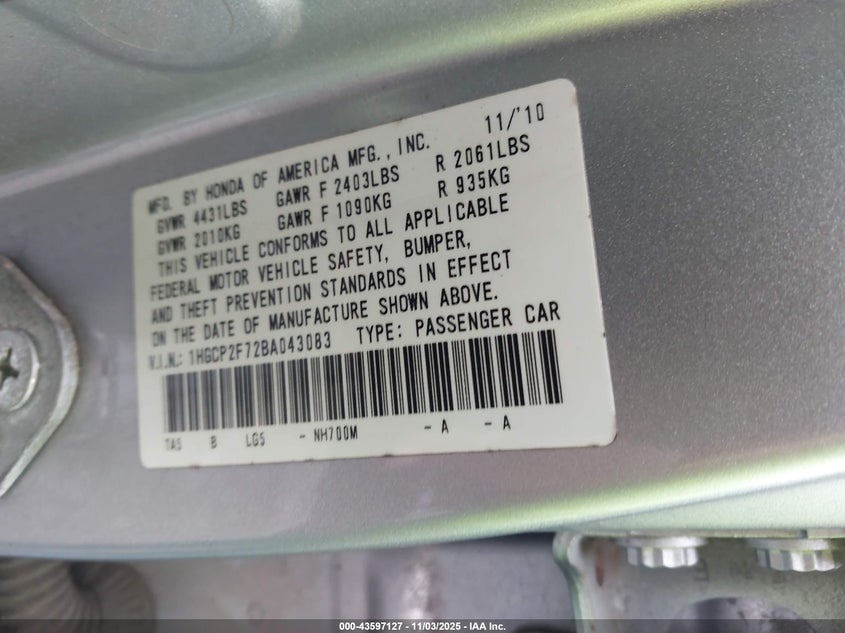 MFD. BY HONDA OF AMERICA MFG., INC. 11/'10
GVWR 4431LBS GAWR F 2403LBS R 2061LBS
GVWR 2010KG GAWR F 1090KG R 935KG
THIS VEHICLE CONFORMS TO ALL APPLICABLE
FEDERAL MOTOR VEHICLE SAFETY, BUMPER,
AND THEFT PREVENTION STANDARDS IN EFFECT
ON THE DATE OF MANUFACTURE SHOWN ABOVE.
V.I.N.: 1HGCP2F72BA043083 TYPE: PASSENGER CAR
TA5 B LG5 - NH700M - A - A
000-43597127 - 11/03/2025 - IAA Inc.